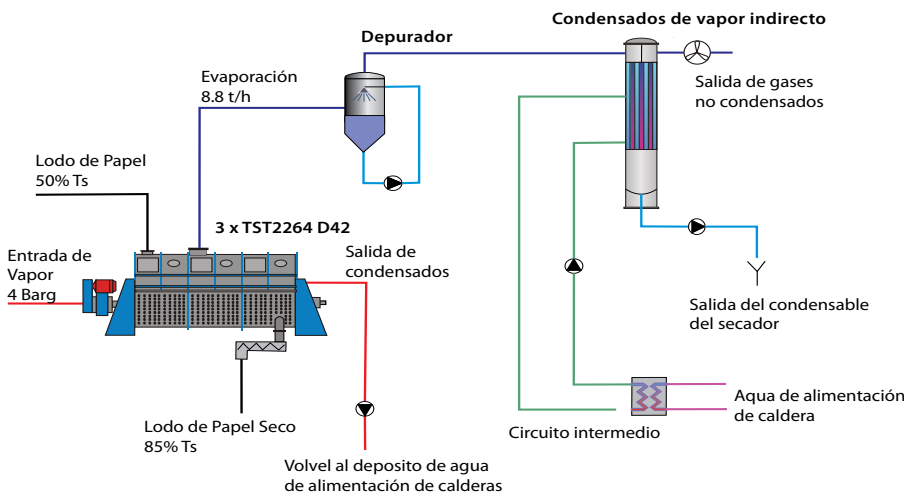 Condensados de vapor indirecto
Depurador
Evaporación
8.8 t/h
Salida de gases
no condensados
Lodo de Papel
50% Ts
3 x TST2264 D42
Entrada de
Vapor
4 Barg
Salida de
condensados
Salida del condensable
del secador
Lodo de Papel Seco
85% Ts
Circuito intermedio
Aqua de alimentación
de caldera
Volvel al deposito de agua
de alimentación de calderas